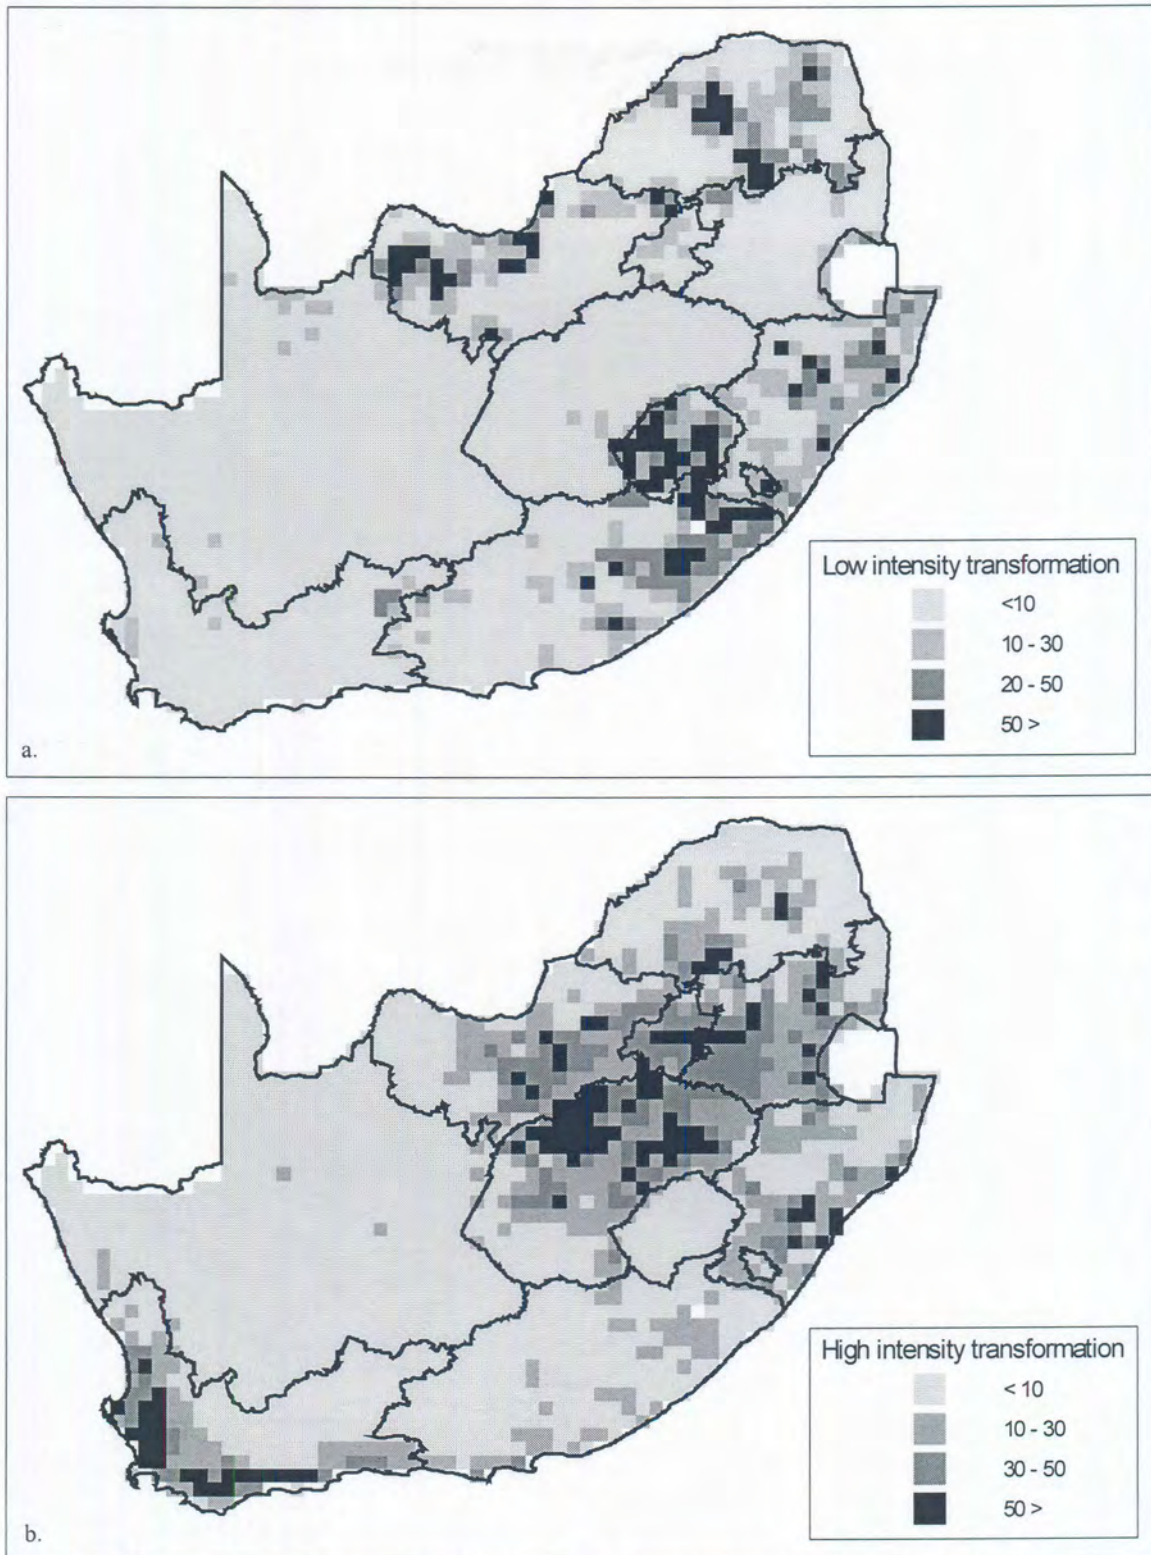 Low intensity transformation
<10
10 - 30
20 - 50
50 >
a.
High intensity transformation
< 10
10 - 30
30 - 50
50 >
b.